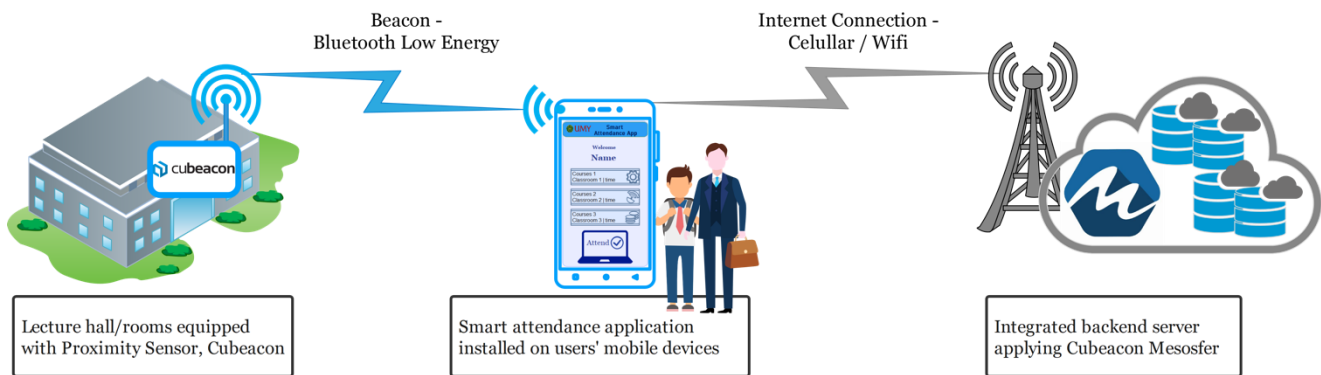 Beacon -
Bluetooth Low Energy
Internet Connection -
Celullar / Wifi
cubeacon
UMY
Smart
Attendance App
Welcome
Name
Courses 1
Classroom 1 | time
Courses 2
Classroom 2 | time
Courses 3
Classroom 3 | time
Attend
Lecture hall/rooms equipped
with Proximity Sensor, Cubeacon
Smart attendance application
installed on users' mobile devices
Integrated backend server
applying Cubeacon Mesosfer